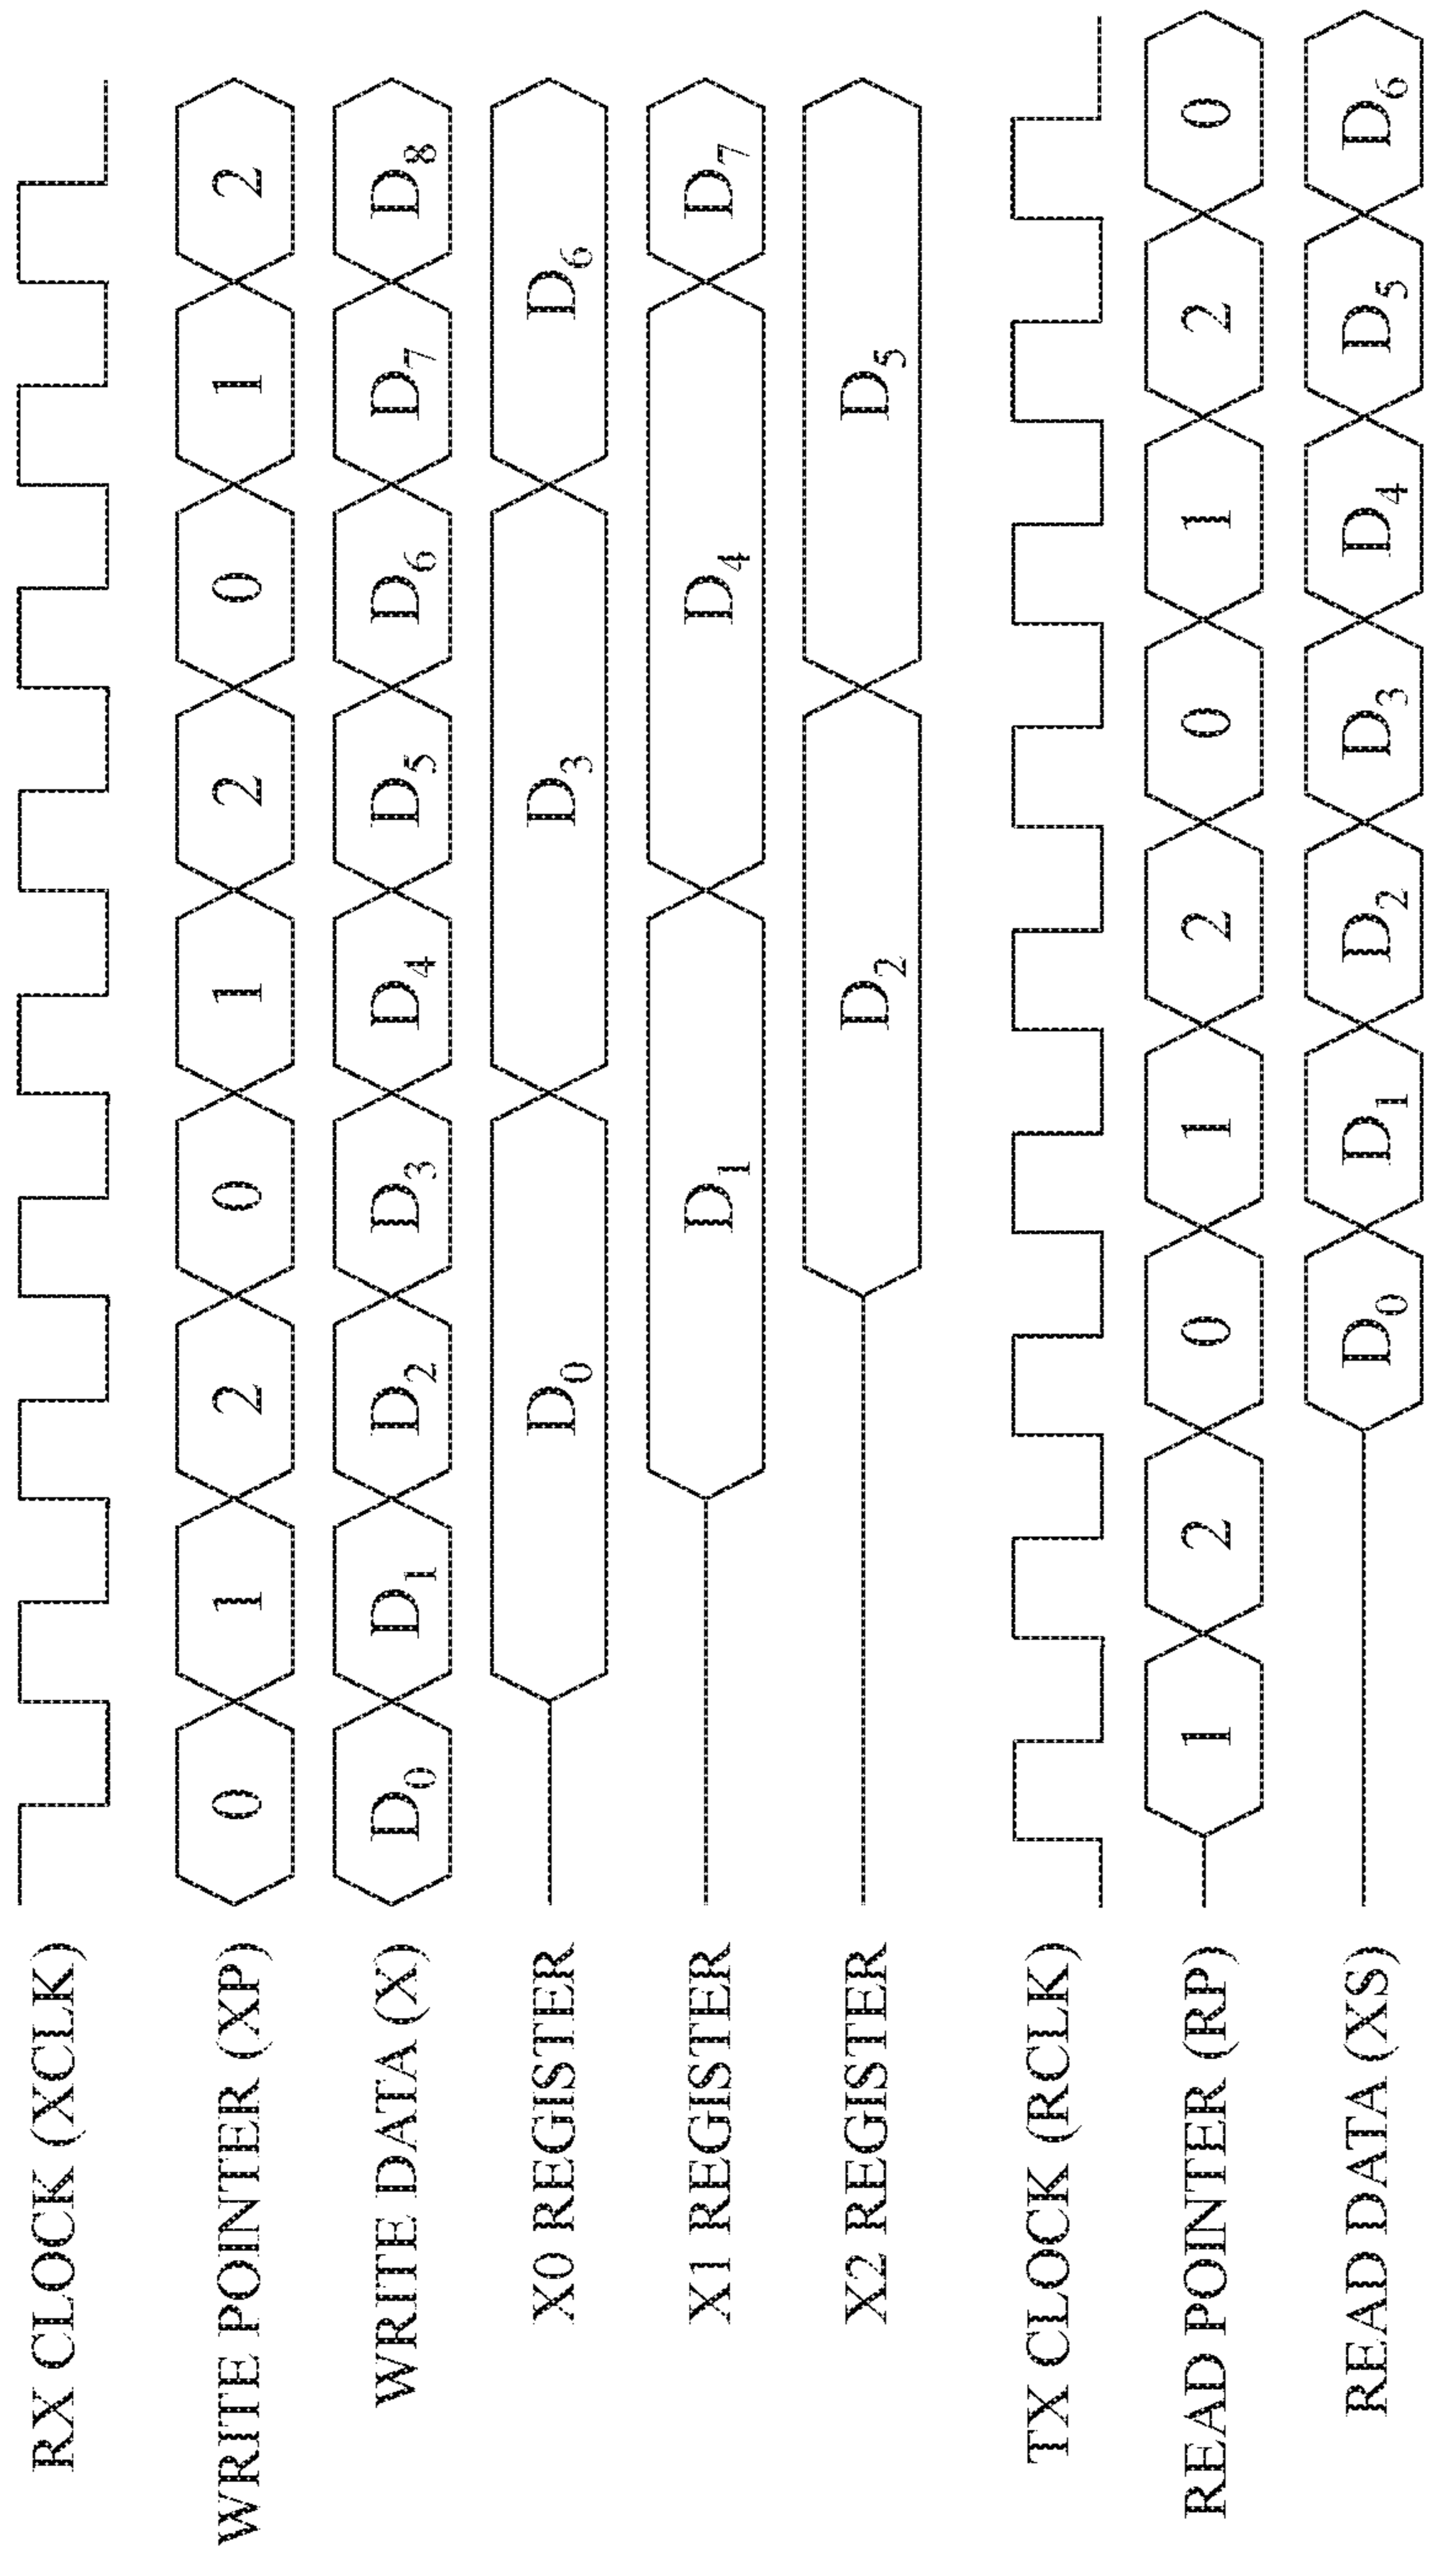 RX CLOCK (XCLK)
WRITE POINTER (XP) 0 1 2 0 1 2 0 1 2
WRITE DATA (X) D0 D1 D2 D3 D4 D5 D6 D7 D8
X0 REGISTER D0 D3 D6
X1 REGISTER D1 D4 D7
X2 REGISTER D2 D5
TX CLOCK (RCLK)
READ POINTER (RP) 1 2 0 1 2 0 1 2 0
READ DATA (XS) D0 D1 D2 D3 D4 D5 D6